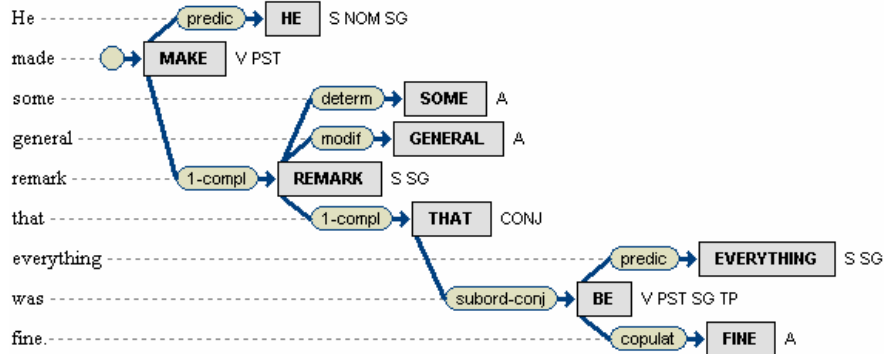 He predic HE S NOM SG
made MAKE V PST
some determ SOME A
general modif GENERAL A
remark 1-compl REMARK S SG
that 1-compl THAT CONJ
everything predic EVERYTHING S SG
was subord-conj BE V PST SG TP
fine. copulat FINE A